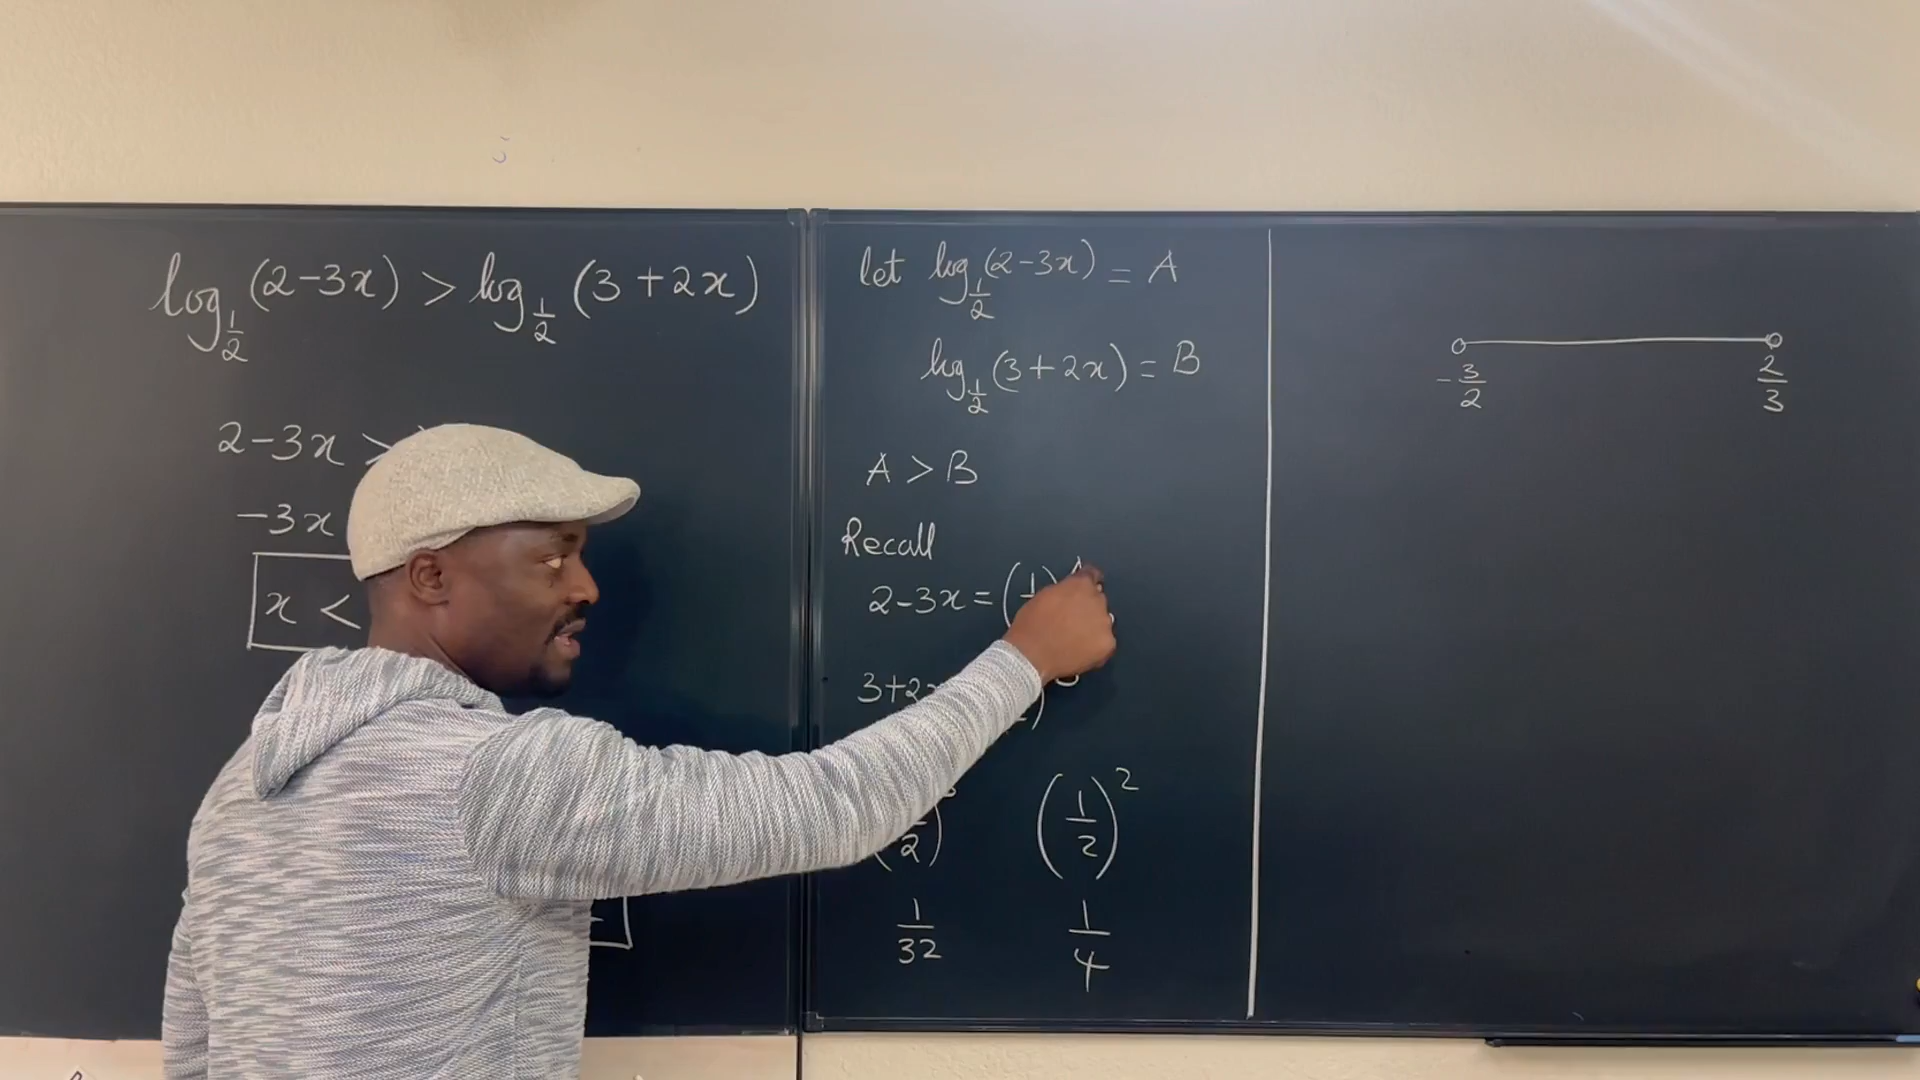 log_{1/2} (2-3x) > log_{1/2} (3+2x)
2-3x >
-3x
x <
let log_{1/2} (2-3x) = A
log_{1/2} (3+2x) = B
A > B
Recall
2-3x = (1
3+2x
(1/2)^2
1/32 1/4
-3/2 2/3